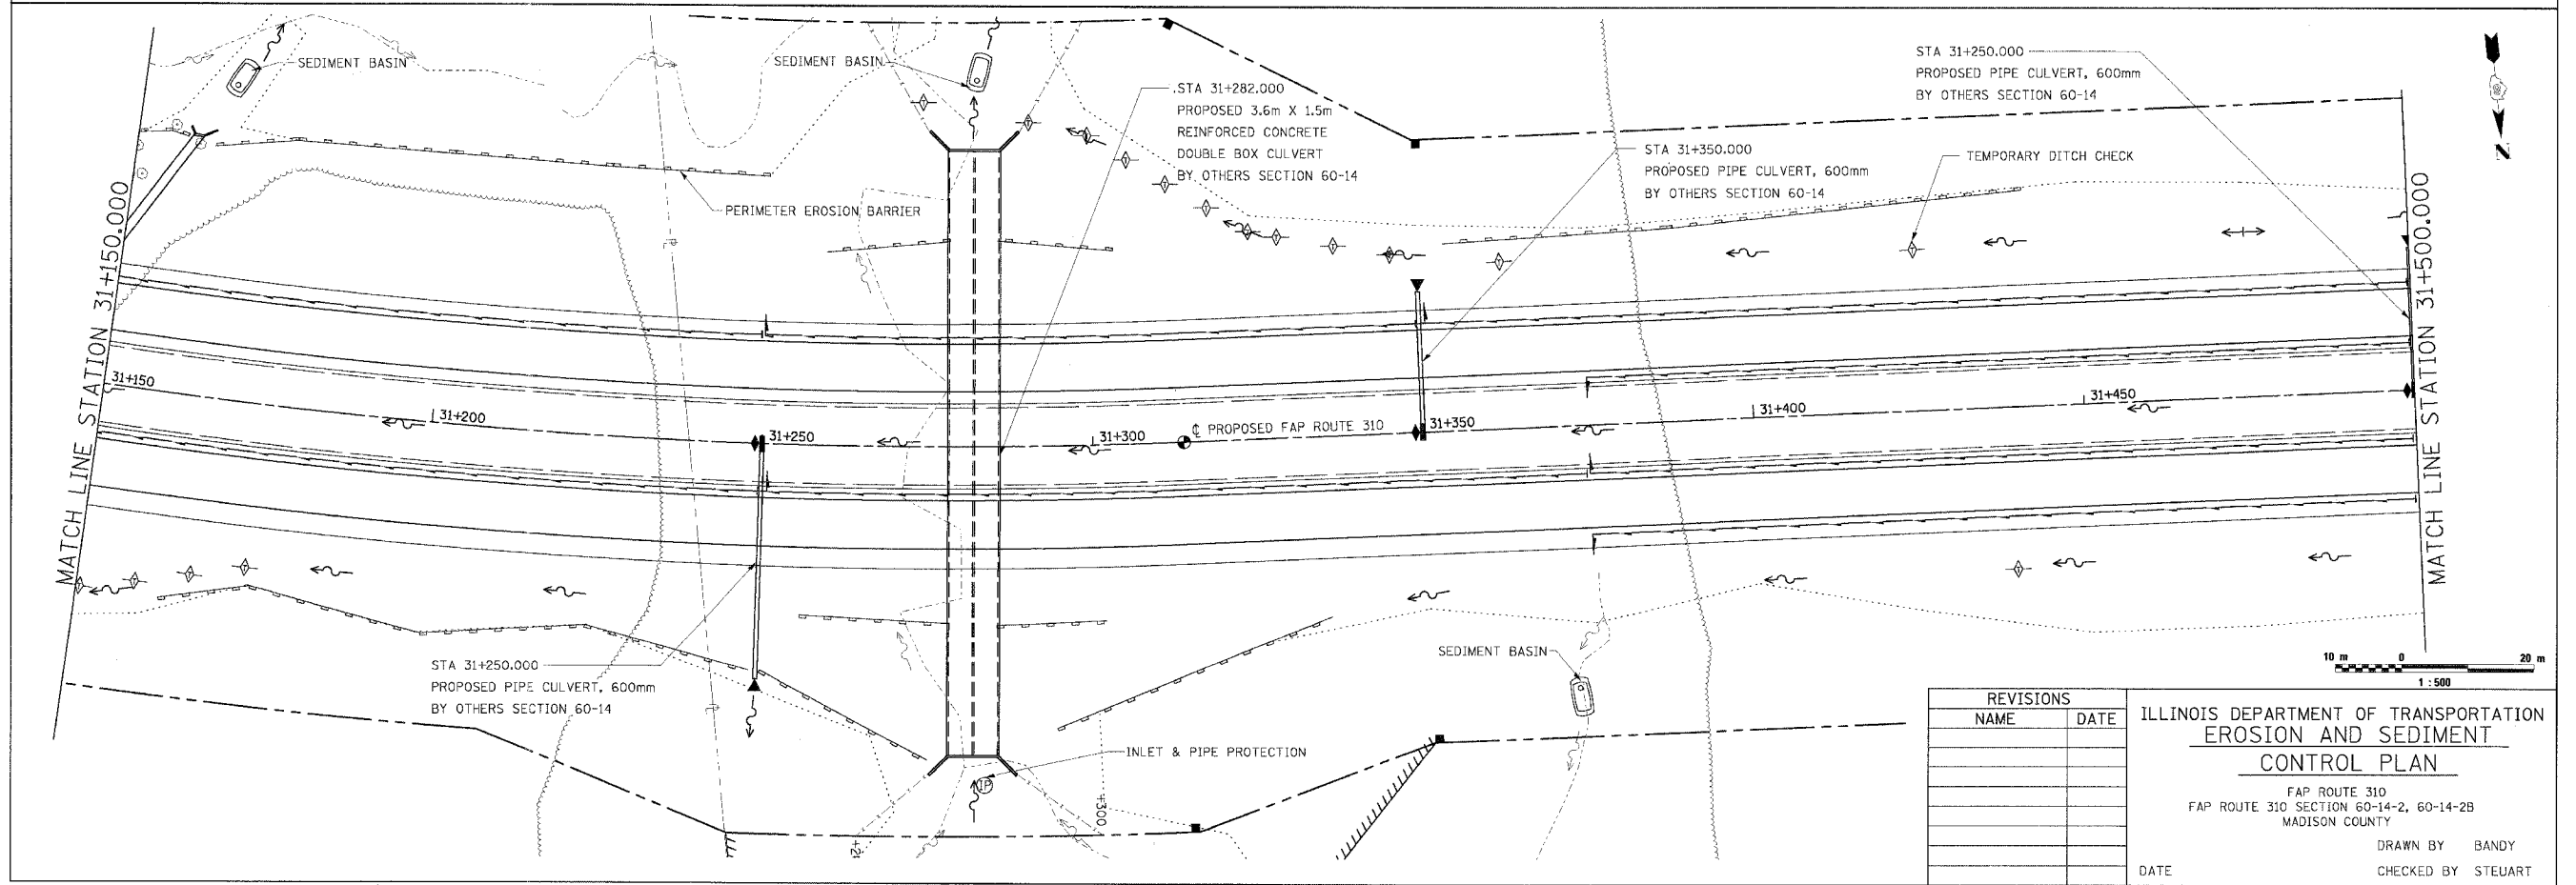 SEDIMENT BASIN
SEDIMENT BASIN
STA 31+282.000
PROPOSED 3.6m X 1.5m
REINFORCED CONCRETE
DOUBLE BOX CULVERT
BY OTHERS SECTION 60-14
STA 31+250.000
PROPOSED PIPE CULVERT, 600mm
BY OTHERS SECTION 60-14
STA 31+350.000
PROPOSED PIPE CULVERT, 600mm
BY OTHERS SECTION 60-14
TEMPORARY DITCH CHECK
N
PERIMETER EROSION BARRIER
MATCH LINE STATION 31+150.000
MATCH LINE STATION 31+500.000
31+150
31+200
31+250
31+300
℄ PROPOSED FAP ROUTE 310
31+350
31+400
31+450
STA 31+250.000
PROPOSED PIPE CULVERT, 600mm
BY OTHERS SECTION 60-14
SEDIMENT BASIN
INLET & PIPE PROTECTION
IP
+300
10 m 0 20 m
1 : 500
REVISIONS
NAME DATE
ILLINOIS DEPARTMENT OF TRANSPORTATION
EROSION AND SEDIMENT
CONTROL PLAN
FAP ROUTE 310
FAP ROUTE 310 SECTION 60-14-2, 60-14-2B
MADISON COUNTY
DRAWN BY BANDY
DATE CHECKED BY STEUART